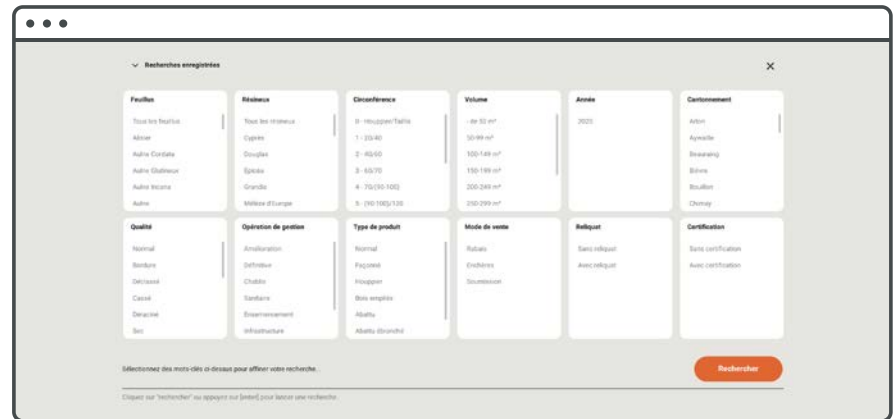 Recherches enregistrées
Feuillus
Tous les feuillus
Alisier
Aulne Cordata
Aulne Glutineux
Aulne Incana
Aulne
Résineux
Tous les résineux
Cyprès
Douglas
Epicéa
Grandis
Mélèze d'Europe
Circonférence
0 - Houppier/Taillis
1 - 20/40
2 - 40/60
3 - 60/70
4 - 70/(90-100)
5 - (90-100)/120
Volume
- de 50 m³
50-99 m³
100-149 m³
150-199 m³
200-249 m³
250-299 m³
Année
2025
Cantonnement
Arlon
Aywaille
Beauraing
Bièvre
Bouillon
Chimay
Qualité
Normal
Bordure
Déclassé
Cassé
Déraciné
Sec
Opération de gestion
Amélioration
Définitive
Chablis
Sanitaire
Ensemencement
Infrastructure
Type de produit
Normal
Façonné
Houppier
Bois empilés
Abattu
Abattu ébranché
Mode de vente
Rabais
Enchères
Soumission
Reliquat
Sans reliquat
Avec reliquat
Certification
Sans certification
Avec certification
Sélectionnez des mots-clés ci-dessus pour affiner votre recherche...
Rechercher
Cliquez sur "rechercher" ou appuyez sur [enter] pour lancer une recherche.